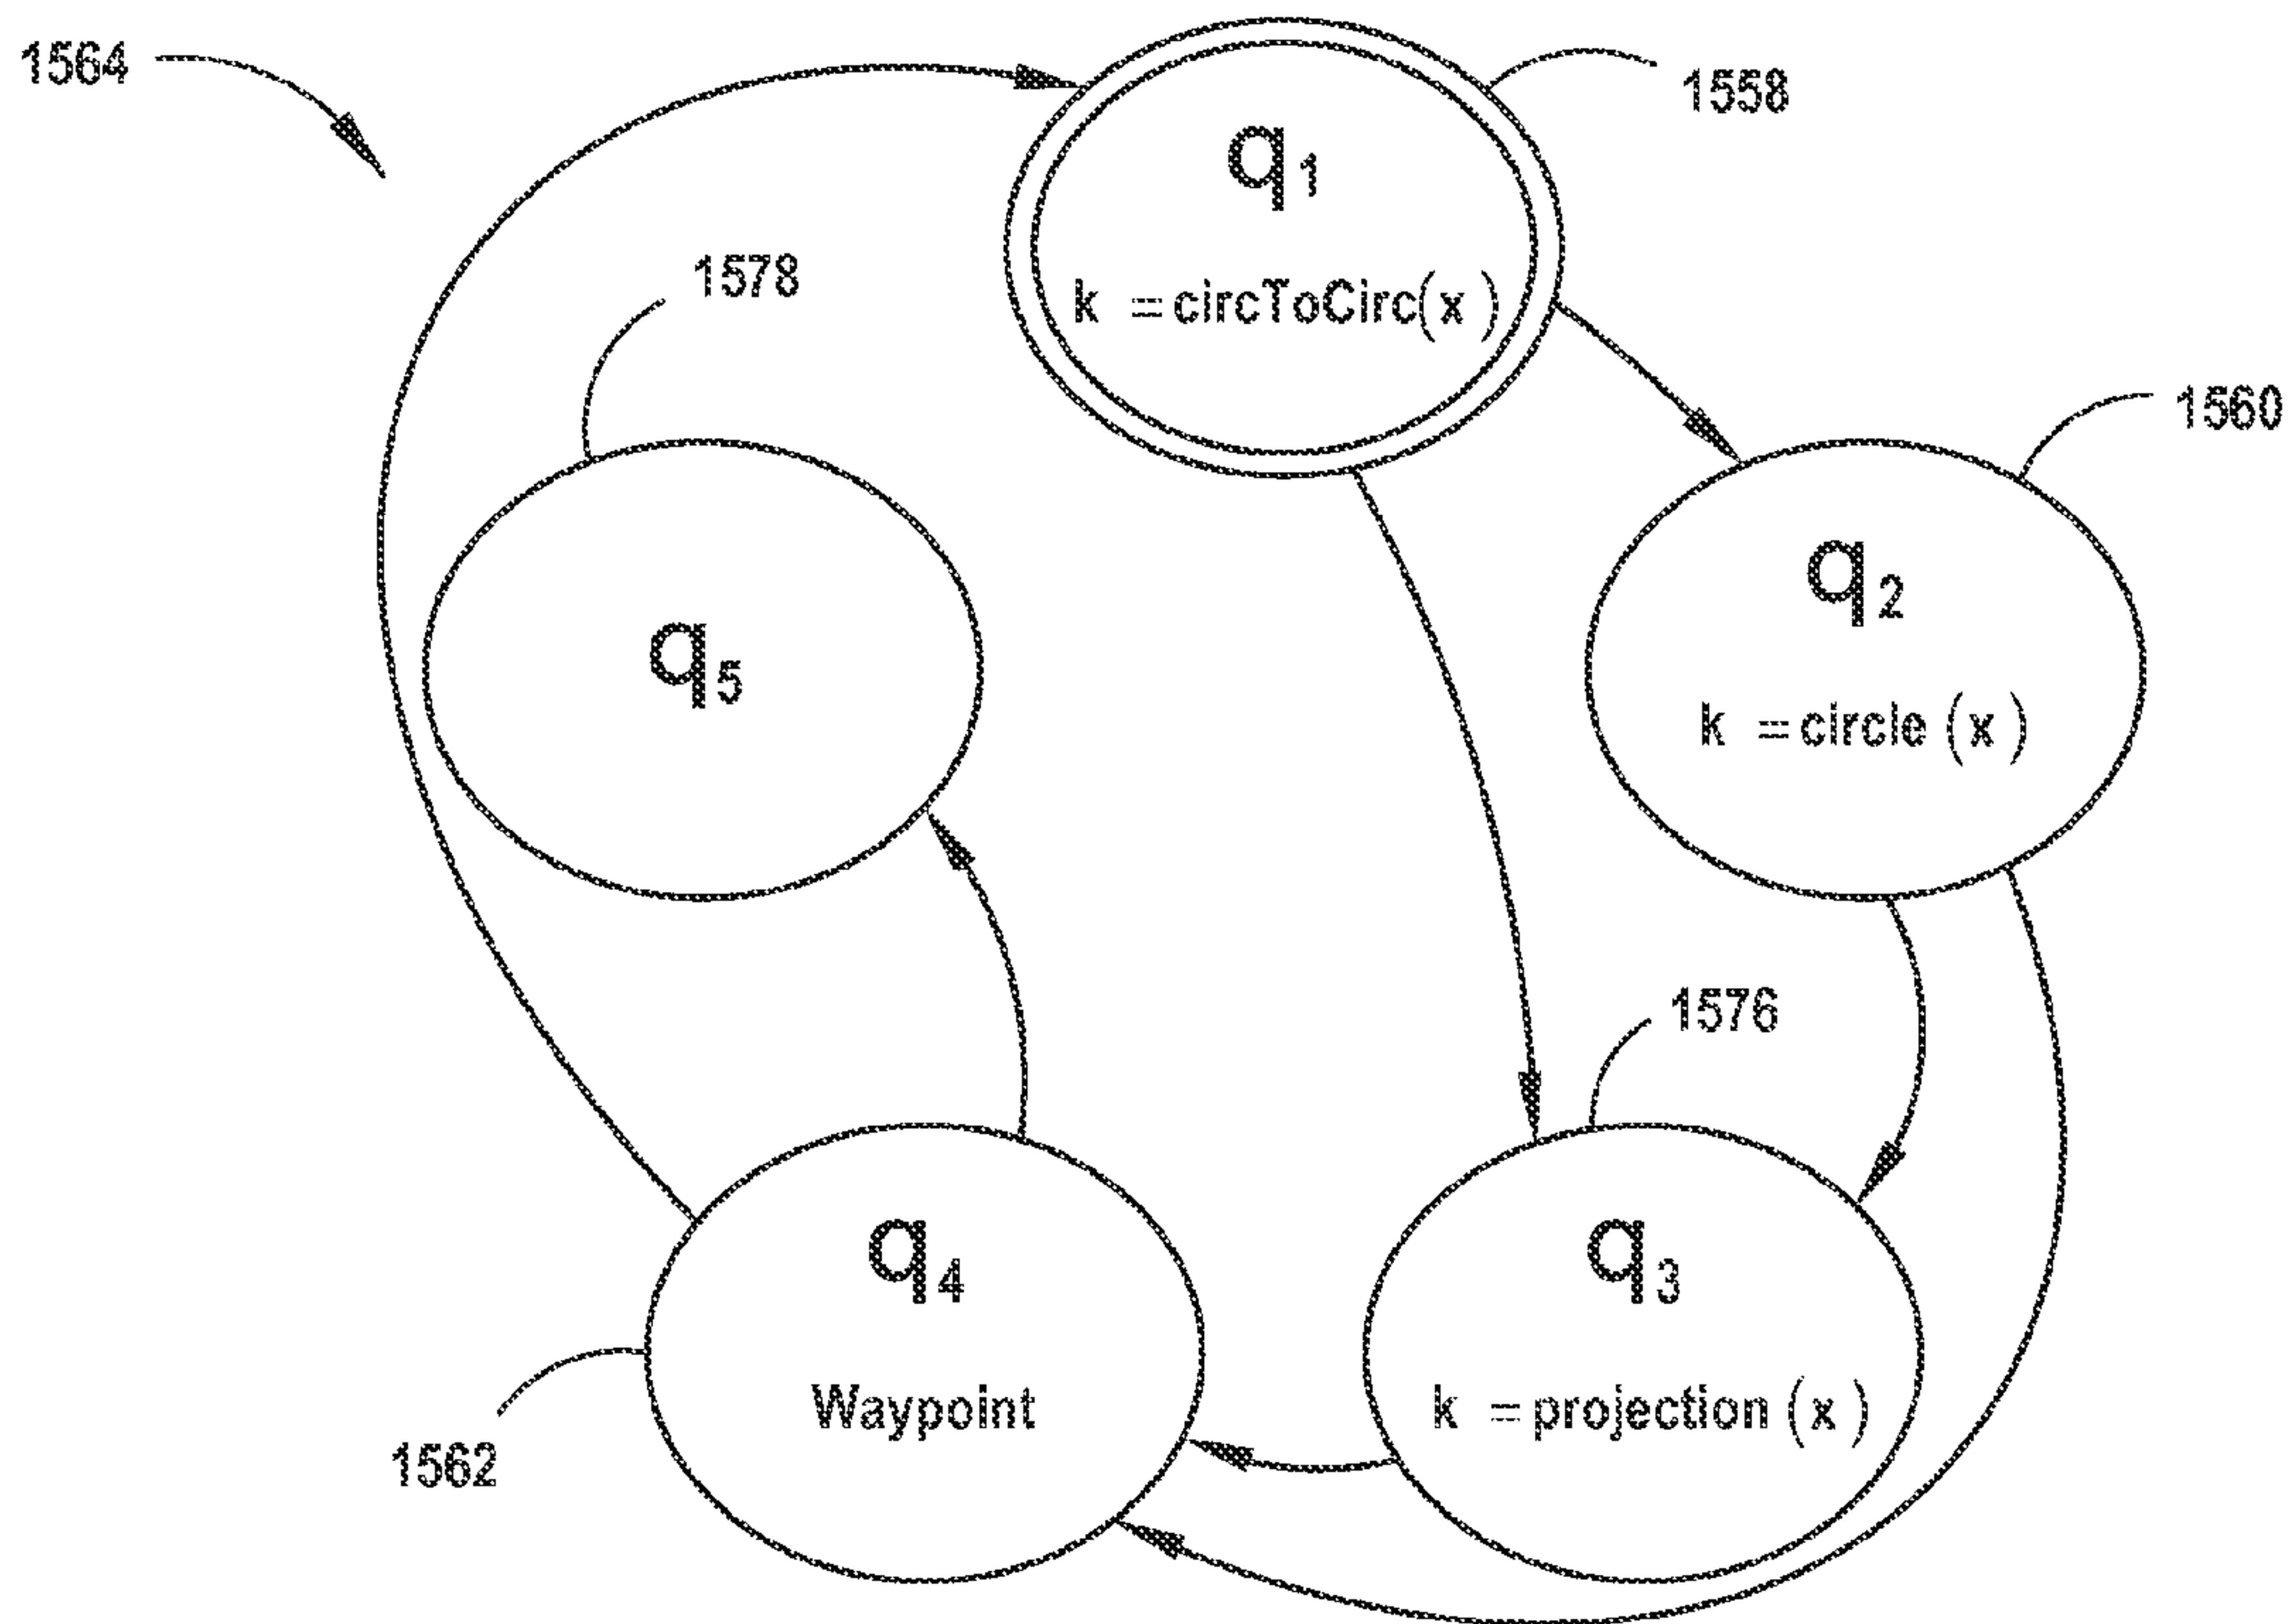 1564
1558
q1
k = circToCirc(x)
1578
1560
q2
k = circle (x)
q5
1576
q4
Waypoint
q3
k = projection (x)
1562